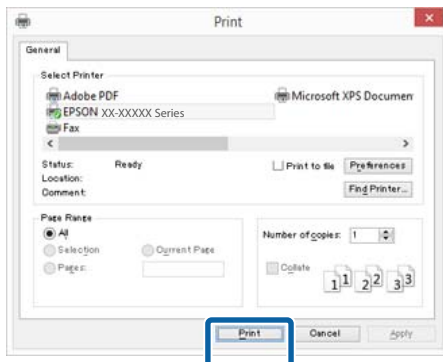 Print
General
Select Printer
Adobe PDF
Microsoft XPS Documen
EPSON XX-XXXXX Series
Fax
Status: Ready
Print to file Preferences
Location:
Comment:
Find Printer...
Page Range
All
Selection Current Page
Pages:
Number of copies: 1
Collate
1 1 2 2 3 3
Print Cancel Apply